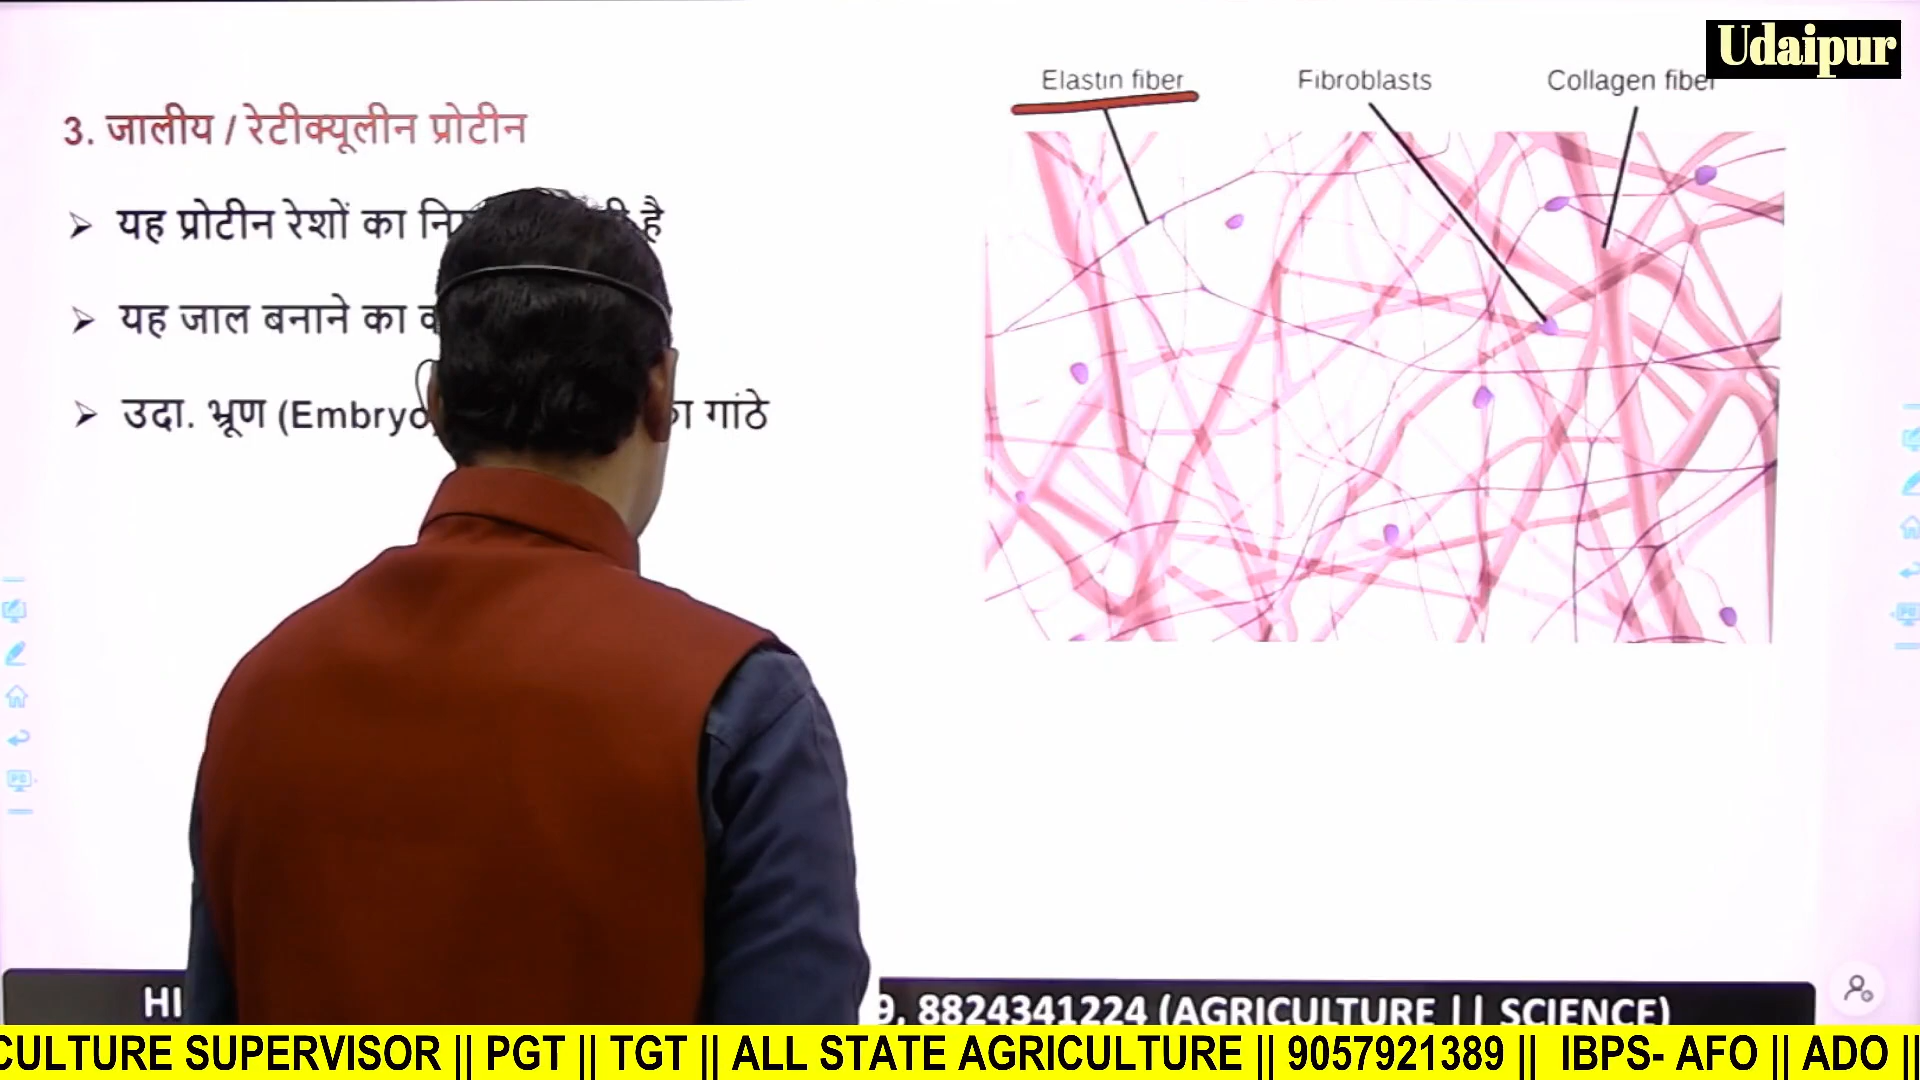 Udaipur
Elastin fiber Fibroblasts Collagen fiber
3. जालीय / रेटीक्यूलीन प्रोटीन
यह प्रोटीन रेशों का है
यह जाल बनाने का
उदा. भ्रूण (Embryo) गांठे
HI 9, 8824341224 (AGRICULTURE || SCIENCE)
CULTURE SUPERVISOR || PGT || TGT || ALL STATE AGRICULTURE || 9057921389 || IBPS- AFO || ADO ||